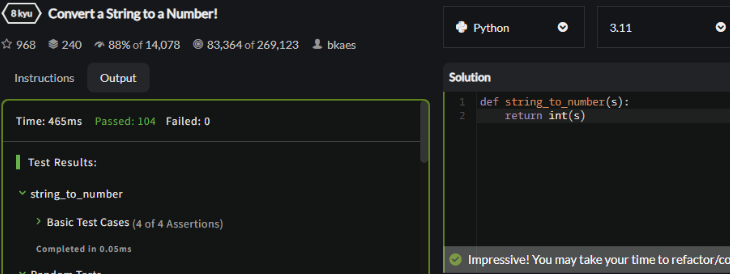 8 kyu Convert a String to a Number!
968 240 88% of 14,078 83,364 of 269,123 bkaes
Instructions Output
Time: 465ms Passed: 104 Failed: 0
Test Results:
string_to_number
Basic Test Cases (4 of 4 Assertions)
Completed in 0.05ms
Random Tests
Python 3.11
Solution
1 def string_to_number(s):
2 return int(s)
Impressive! You may take your time to refactor/co